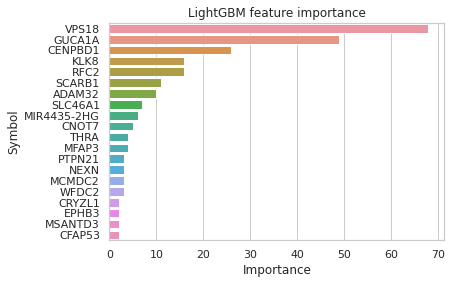 LightGBM feature importance
VPS18
GUCA1A
CENPBD1
KLK8
RFC2
SCARB1
ADAM32
SLC46A1
MIR4435-2HG
CNOT7
THRA
MFAP3
PTPN21
NEXN
MCMDC2
WFDC2
CRYZL1
EPHB3
MSANTD3
CFAP53
Symbol
0 10 20 30 40 50 60 70
Importance